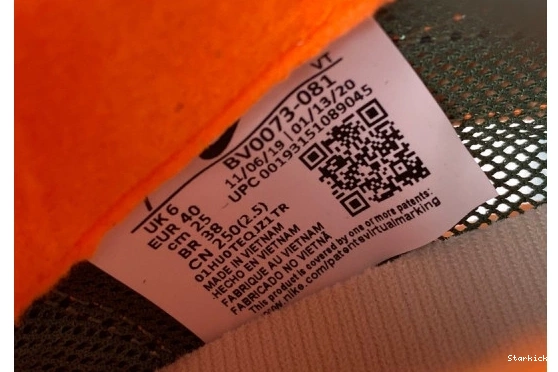 VT
BV0073-081
11/06/19 | 01/13/20
UPC 00193151089045
UK 6
EUR 40
cm 25
BR 38
CN 250(2.5)
MADE IN VIETNAM
HECHO EN VIETNAM
FABRIQUE AU VIETNAM
FABRICADO NO VIETNÃ
This product is covered by one or more patents:
nike.com/patentsvirtualmarking
Starkick